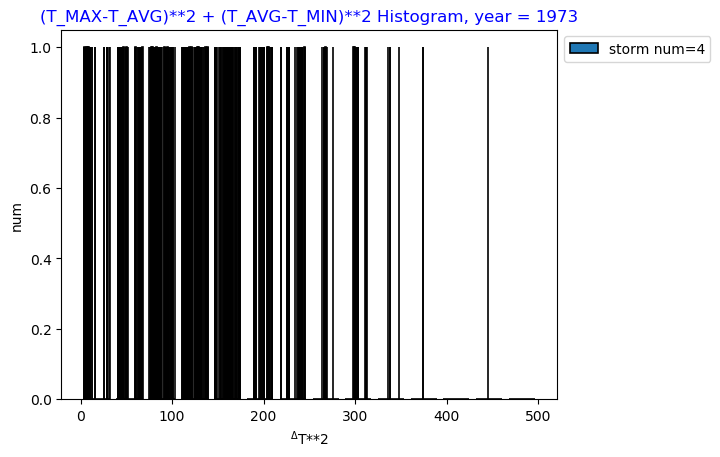 (T_MAX-T_AVG)**2 + (T_AVG-T_MIN)**2 Histogram, year = 1973
storm num=4
1.0
0.8
0.6
0.4
0.2
0.0
num
0 100 200 300 400 500
ΔT**2